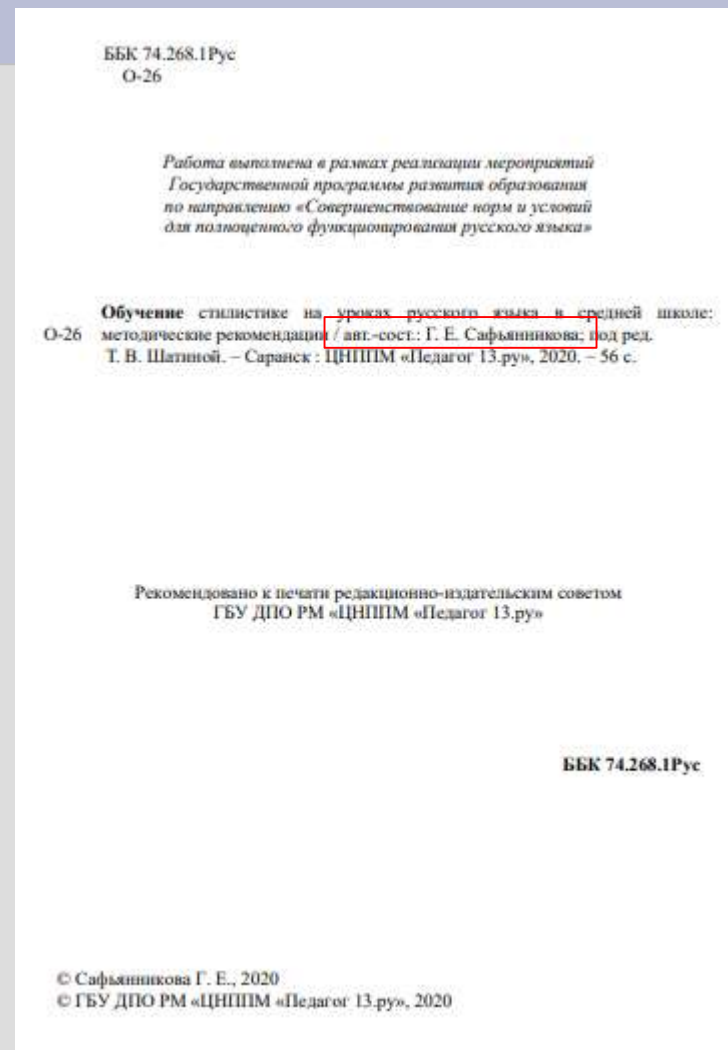 ББК 74.268.1Рус
О-26
Работа выполнена в рамках реализации мероприятий
Государственной программы развития образования
по направлению «Совершенствование норм и условий
для полноценного функционирования русского языка»
Обучение стилистике на уроках русского языка в средней школе:
О-26 методические рекомендации / авт.-сост.: Г. Е. Сафьянникова; под ред.
Т. В. Шатиной. – Саранск : ЦНППМ «Педагог 13.ру», 2020. – 56 с.
Рекомендовано к печати редакционно-издательским советом
ГБУ ДПО РМ «ЦНППМ «Педагог 13.ру»
ББК 74.268.1Рус
© Сафьянникова Г. Е., 2020
© ГБУ ДПО РМ «ЦНППМ «Педагог 13.ру», 2020